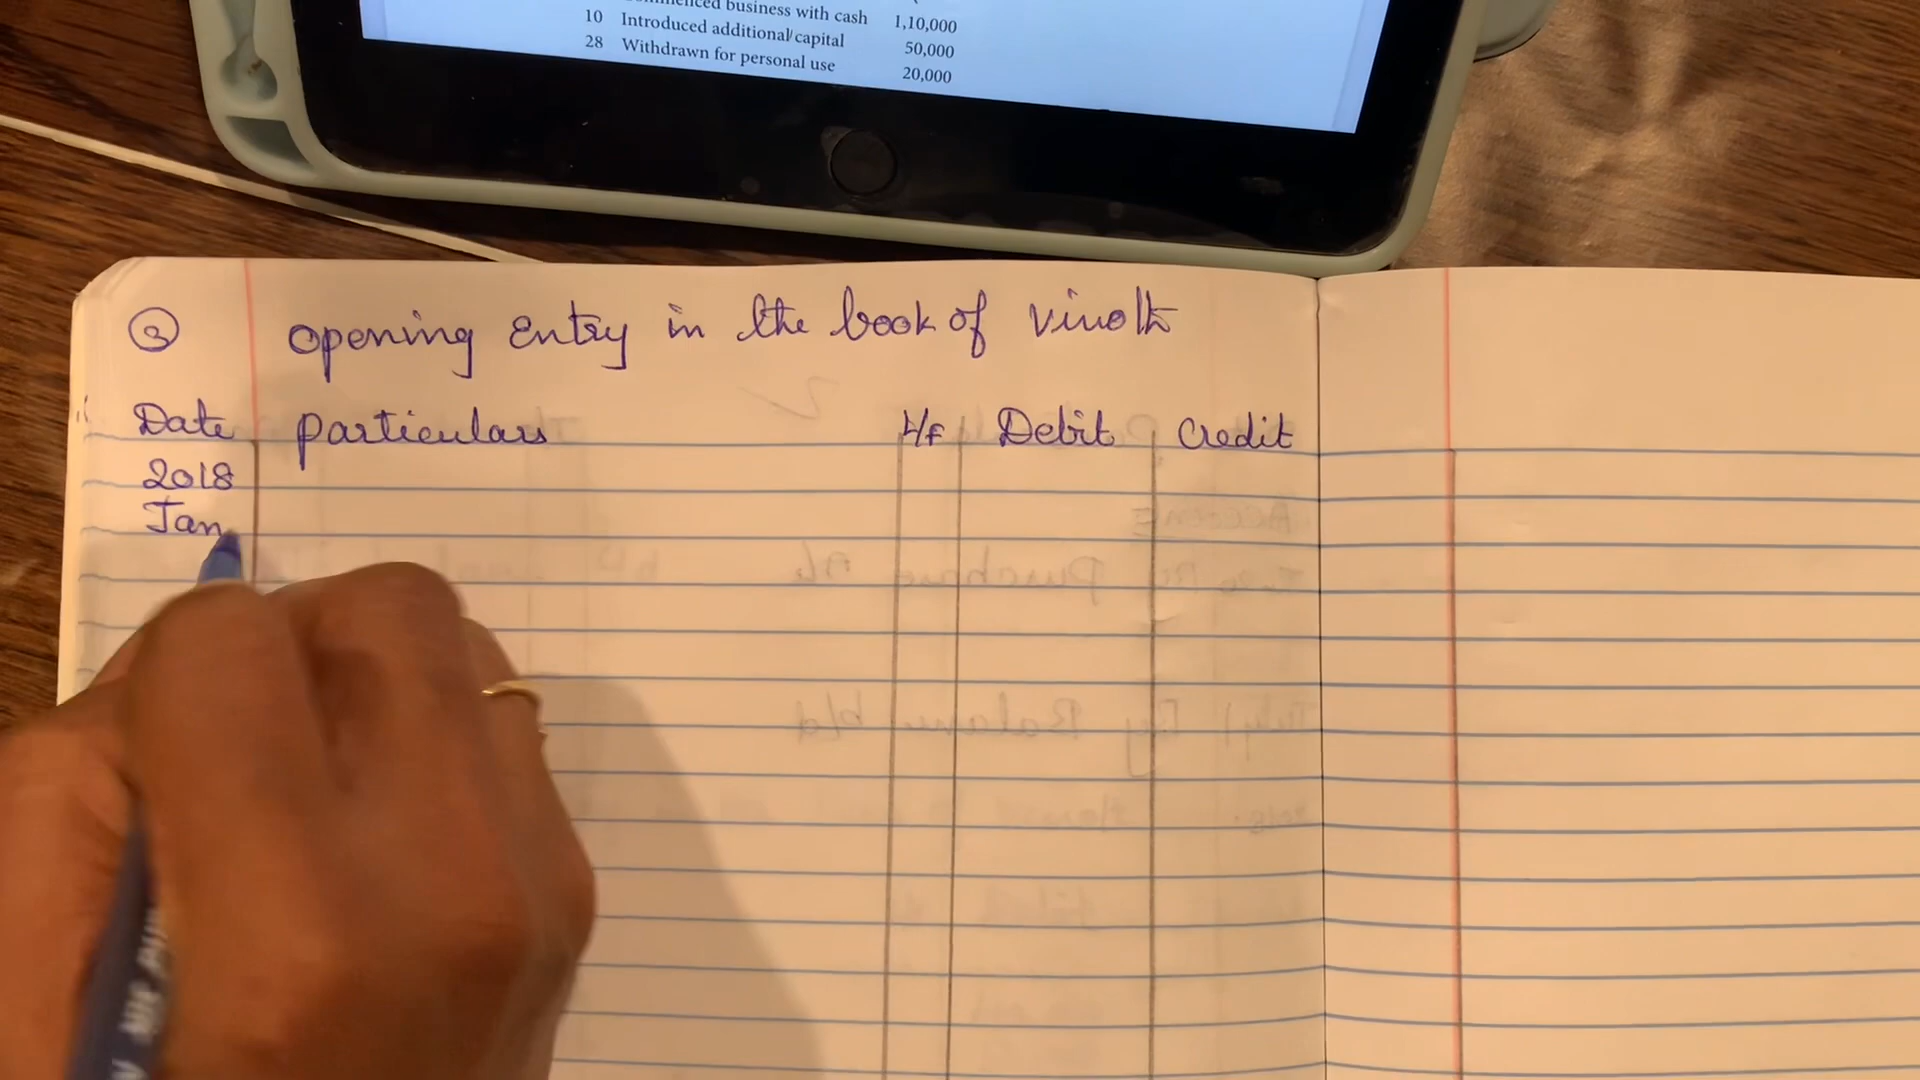 business with cash 1,10,000
10 Introduced additional capital 50,000
28 Withdrawn for personal use 20,000
3 Opening Entry in the book of Vinoth
Date Particulars L/F Debit Credit
2018
Jan